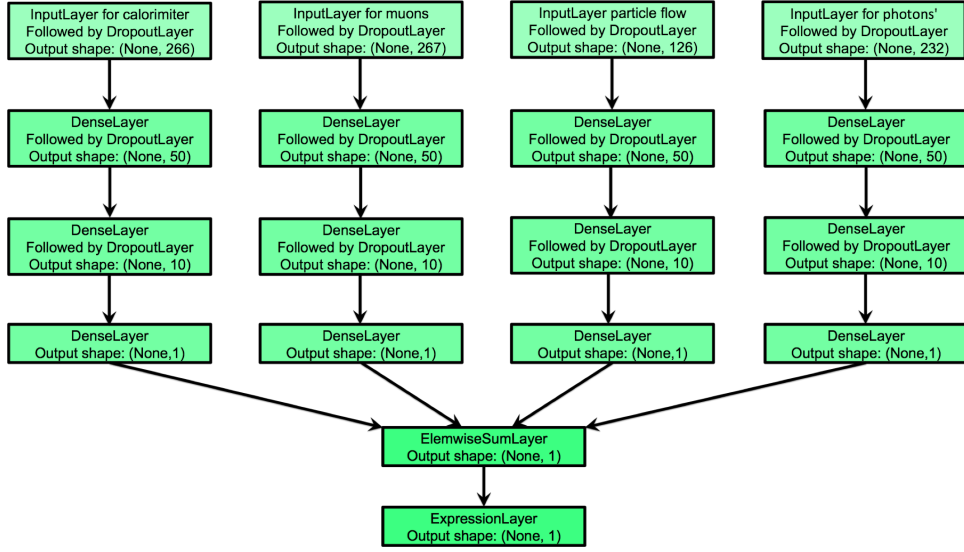 InputLayer for calorimiter
Followed by DropoutLayer
Output shape: (None, 266)
InputLayer for muons
Followed by DropoutLayer
Output shape: (None, 267)
InputLayer particle flow
Followed by DropoutLayer
Output shape: (None, 126)
InputLayer for photons'
Followed by DropoutLayer
Output shape: (None, 232)
DenseLayer
Followed by DropoutLayer
Output shape: (None, 50)
DenseLayer
Followed by DropoutLayer
Output shape: (None, 50)
DenseLayer
Followed by DropoutLayer
Output shape: (None, 50)
DenseLayer
Followed by DropoutLayer
Output shape: (None, 50)
DenseLayer
Followed by DropoutLayer
Output shape: (None, 10)
DenseLayer
Followed by DropoutLayer
Output shape: (None, 10)
DenseLayer
Followed by DropoutLayer
Output shape: (None, 10)
DenseLayer
Followed by DropoutLayer
Output shape: (None, 10)
DenseLayer
Output shape: (None,1)
DenseLayer
Output shape: (None,1)
DenseLayer
Output shape: (None,1)
DenseLayer
Output shape: (None,1)
ElemwiseSumLayer
Output shape: (None, 1)
ExpressionLayer
Output shape: (None, 1)